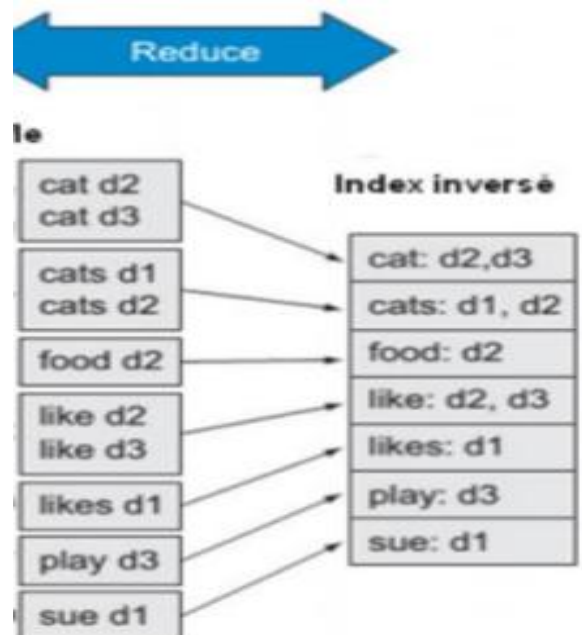 Reduce
le
Index inversé
cat d2
cat d3
cats d1
cats d2
food d2
like d2
like d3
likes d1
play d3
sue d1
cat: d2,d3
cats: d1, d2
food: d2
like: d2, d3
likes: d1
play: d3
sue: d1